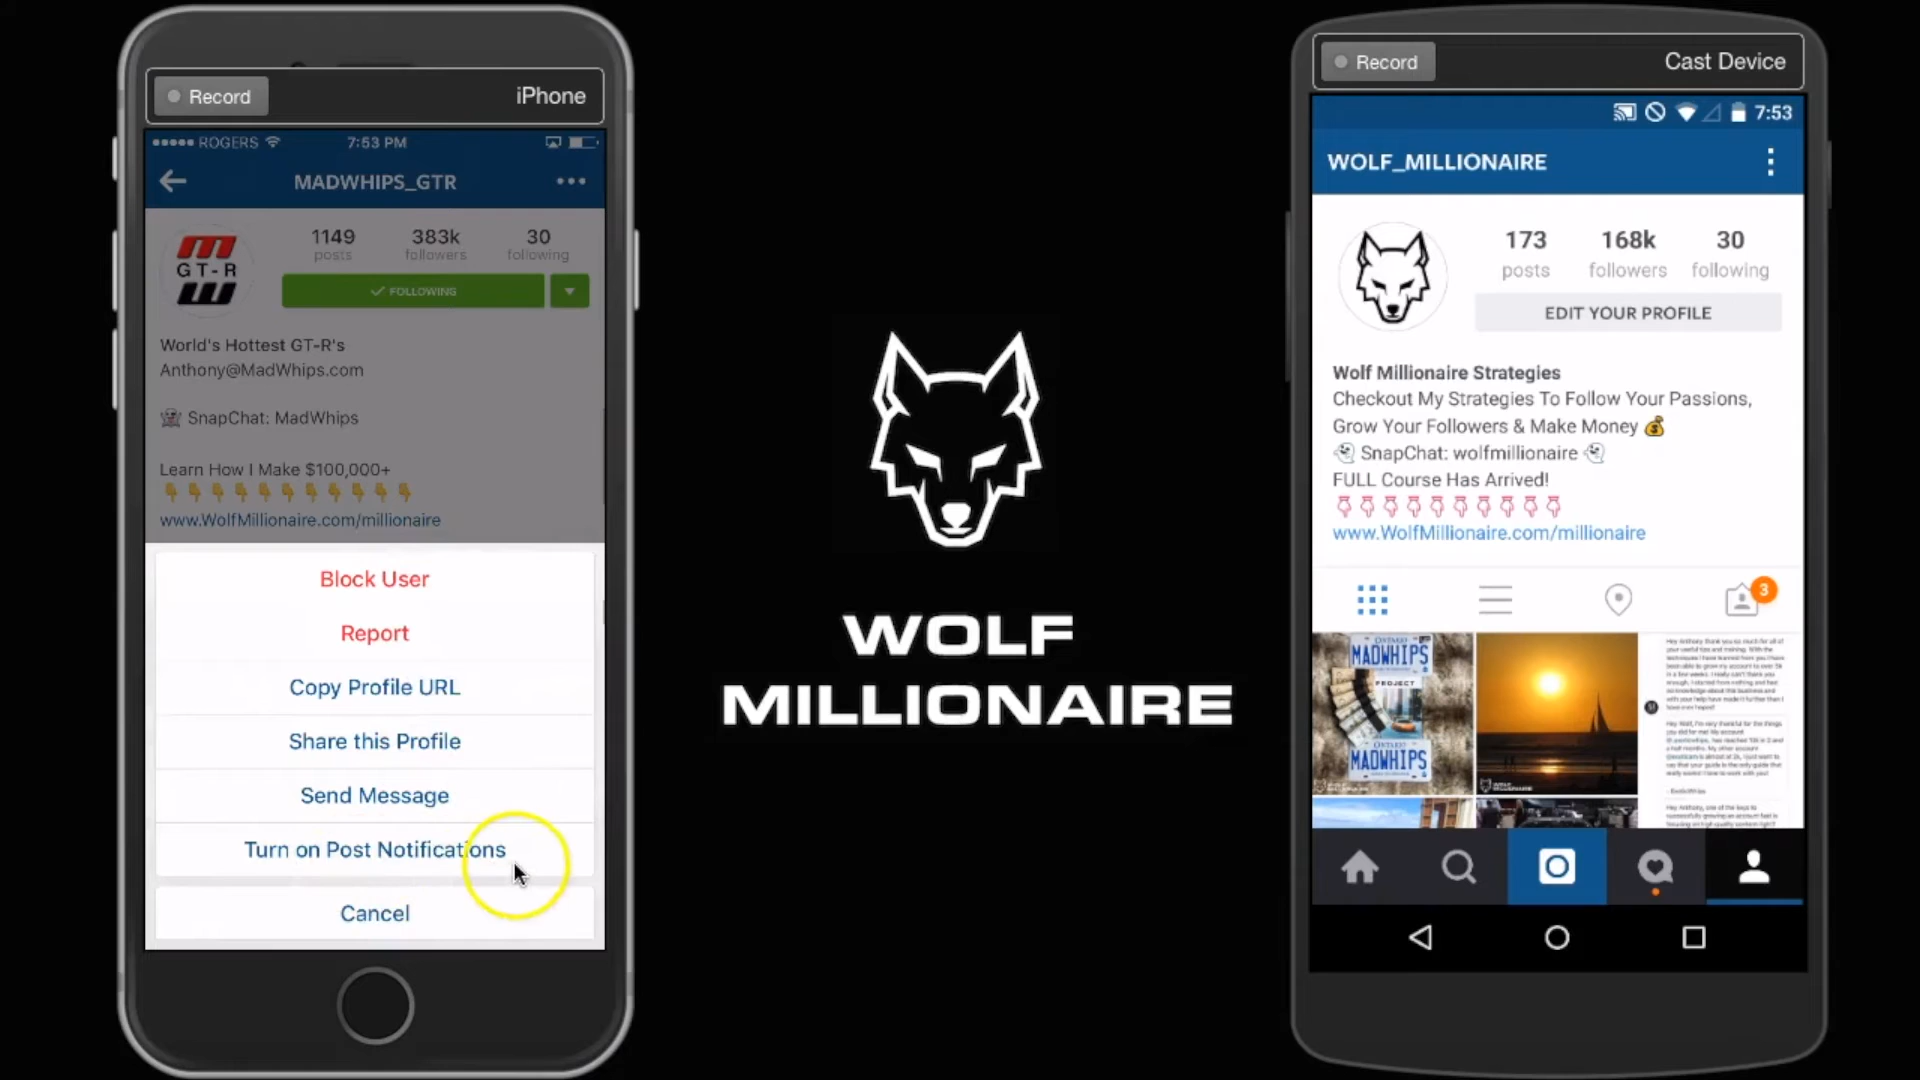 Record
iPhone
ROGERS
7:53 PM
MADWHIPS_GTR
GT-R
1149
383k
30
posts
followers
following
FOLLOWING
World's Hottest GT-R's
Anthony@MadWhips.com
SnapChat: MadWhips
Learn How I Make $100,000+
www.WolfMillionaire.com/millionaire
Block User
Report
Copy Profile URL
Share this Profile
Send Message
Turn on Post Notifications
Cancel
WOLF
MILLIONAIRE
Record
Cast Device
7:53
WOLF_MILLIONAIRE
173
168k
30
posts
followers
following
EDIT YOUR PROFILE
Wolf Millionaire Strategies
Checkout My Strategies To Follow Your Passions,
Grow Your Followers & Make Money
SnapChat: wolfmillionaire
FULL Course Has Arrived!
www.WolfMillionaire.com/millionaire
3
ONTARIO
MADWHIPS
PROJECT
ONTARIO
MADWHIPS